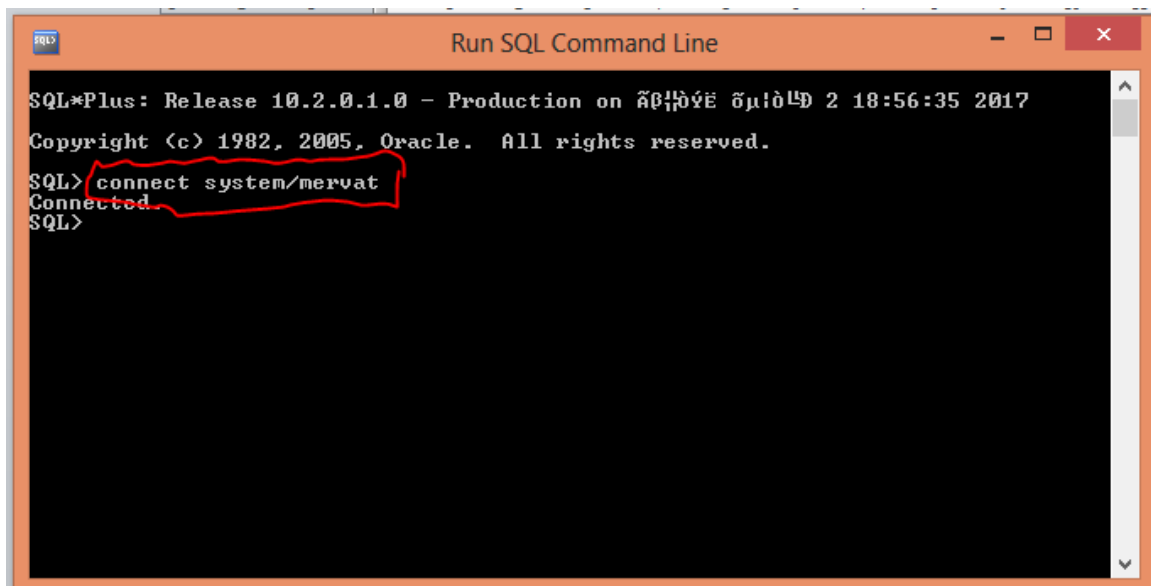 SQL>
Run SQL Command Line
SQL*Plus: Release 10.2.0.1.0 - Production on 2 18:56:35 2017
Copyright (c) 1982, 2005, Oracle. All rights reserved.
SQL> connect system/mervat
Connected.
SQL>